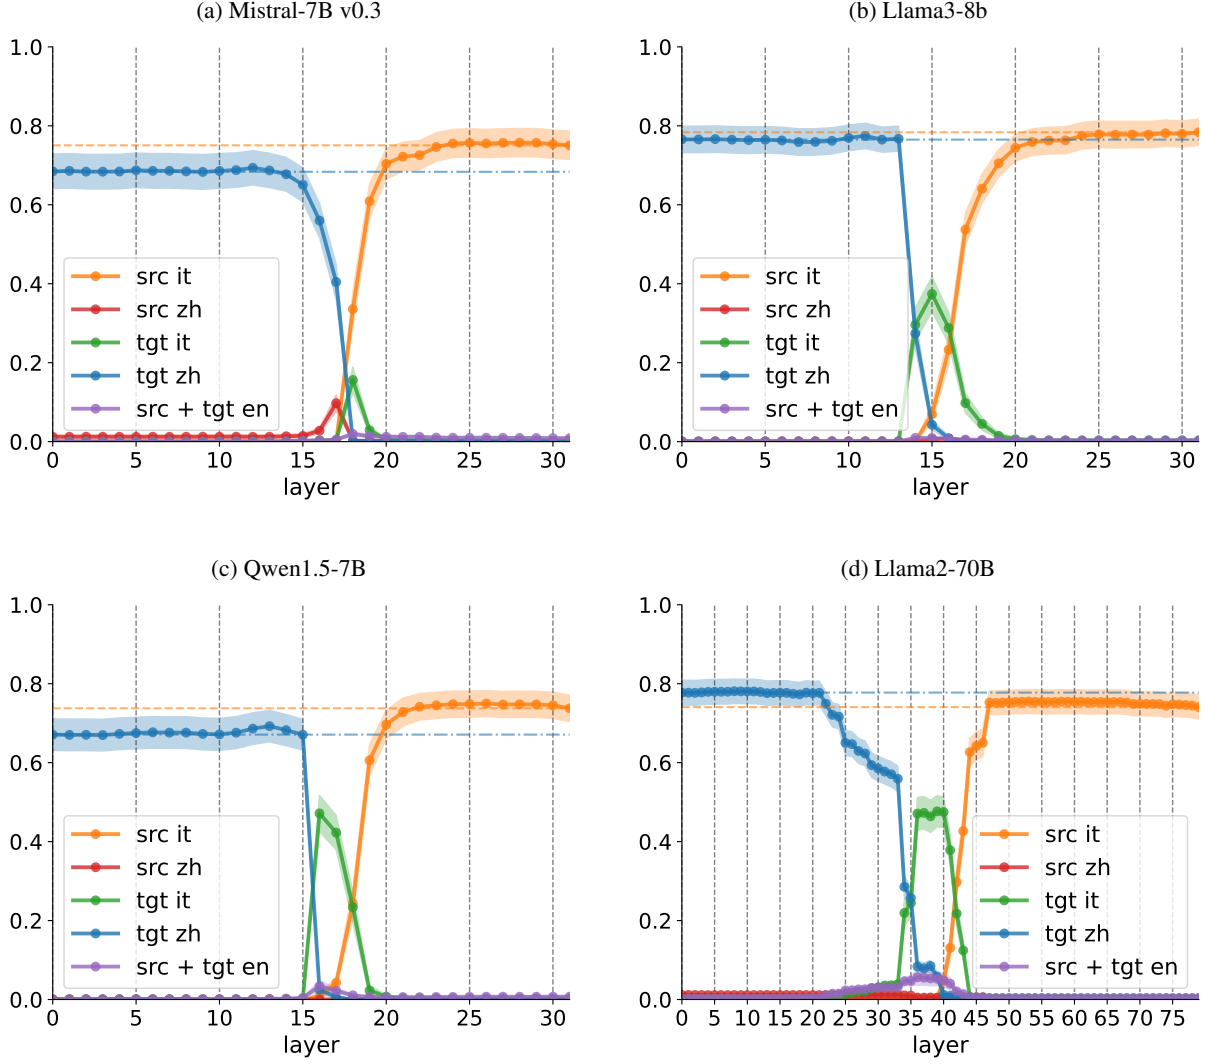 (a) Mistral-7B v0.3
1.0
0.8
0.6
0.4
0.2
0.0
src it
src zh
tgt it
tgt zh
src + tgt en
0 5 10 15 20 25 30
layer
(b) Llama3-8b
1.0
0.8
0.6
0.4
0.2
0.0
src it
src zh
tgt it
tgt zh
src + tgt en
0 5 10 15 20 25 30
layer
(c) Qwen1.5-7B
1.0
0.8
0.6
0.4
0.2
0.0
src it
src zh
tgt it
tgt zh
src + tgt en
0 5 10 15 20 25 30
layer
(d) Llama2-70B
1.0
0.8
0.6
0.4
0.2
0.0
src it
src zh
tgt it
tgt zh
src + tgt en
0 5 10 15 20 25 30 35 40 45 50 55 60 65 70 75
layer